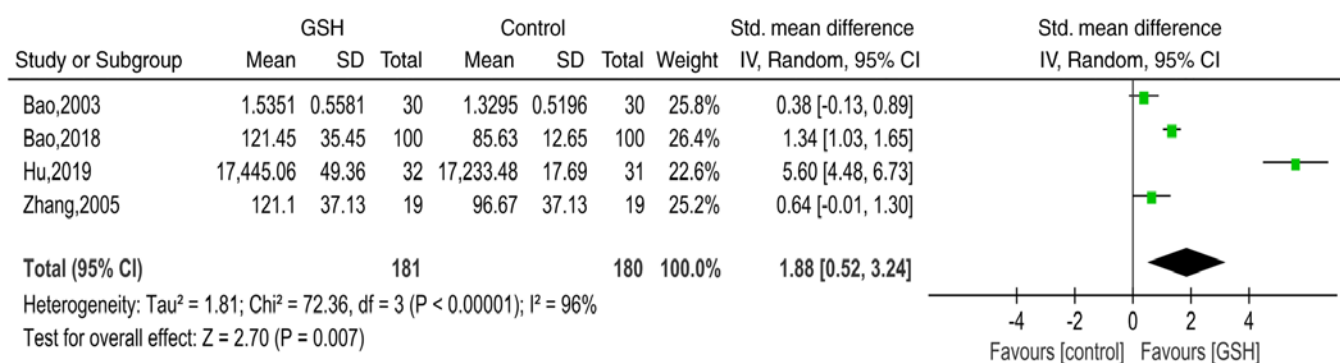 GSH Control Std. mean difference Std. mean difference
Study or Subgroup Mean SD Total Mean SD Total Weight IV, Random, 95% CI IV, Random, 95% CI
Bao,2003 1.5351 0.5581 30 1.3295 0.5196 30 25.8% 0.38 [-0.13, 0.89]
Bao,2018 121.45 35.45 100 85.63 12.65 100 26.4% 1.34 [1.03, 1.65]
Hu,2019 17,445.06 49.36 32 17,233.48 17.69 31 22.6% 5.60 [4.48, 6.73]
Zhang,2005 121.1 37.13 19 96.67 37.13 19 25.2% 0.64 [-0.01, 1.30]
Total (95% CI) 181 180 100.0% 1.88 [0.52, 3.24]
Heterogeneity: Tau² = 1.81; Chi² = 72.36, df = 3 (P < 0.00001); I² = 96%
Test for overall effect: Z = 2.70 (P = 0.007)
-4 -2 0 2 4
Favours [control] Favours [GSH]